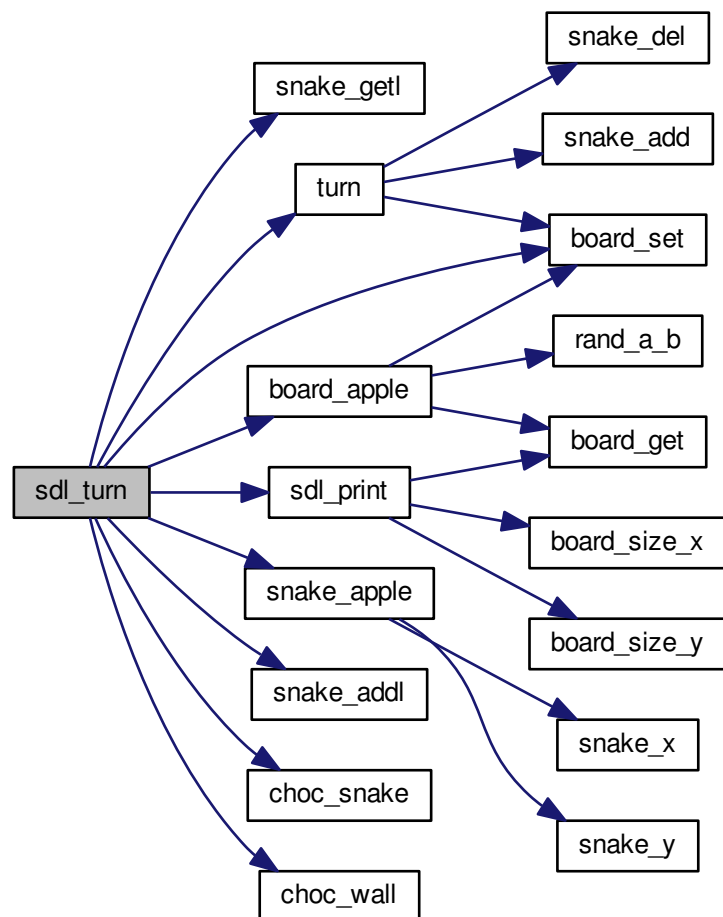 snake_del
snake_getl
snake_add
turn
board_set
rand_a_b
board_apple
board_get
sdl_turn
sdl_print
board_size_x
snake_apple
board_size_y
snake_addl
snake_x
choc_snake
snake_y
choc_wall